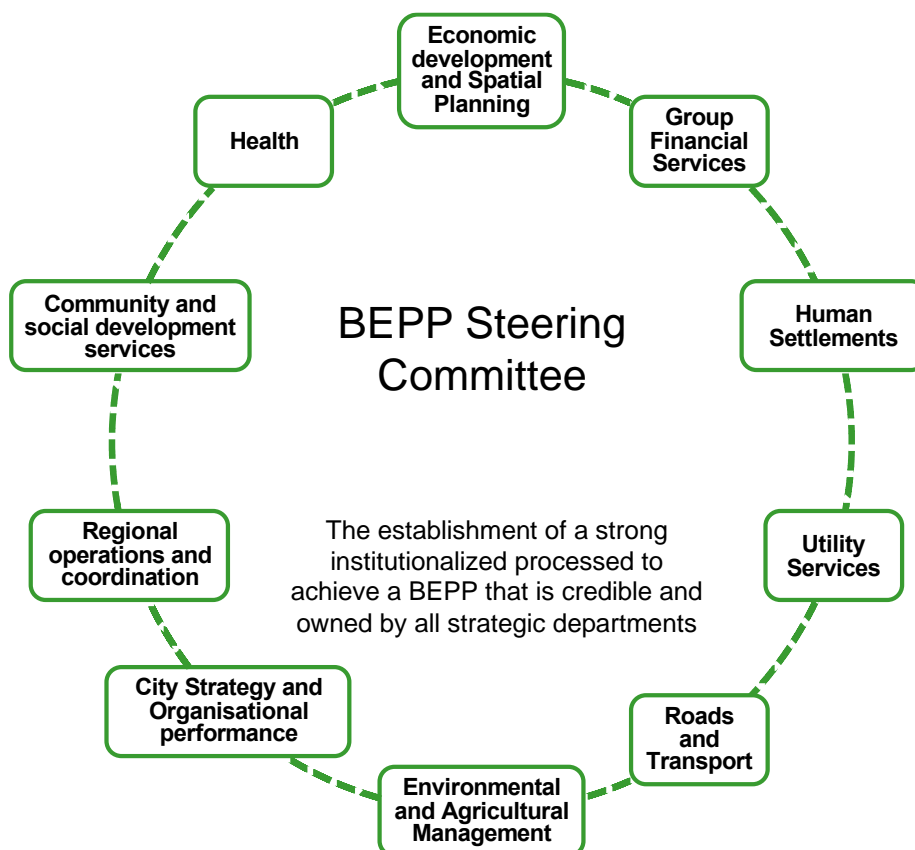 Economic
development
and Spatial
Planning
Group
Financial
Services
Health
Human
Settlements
Community and
social development
services
BEPP Steering
Committee
Utility
Services
Regional
operations and
coordination
The establishment of a strong
institutionalized processed to
achieve a BEPP that is credible and
owned by all strategic departments
City Strategy and
Organisational
performance
Roads
and
Transport
Environmental
and Agricultural
Management